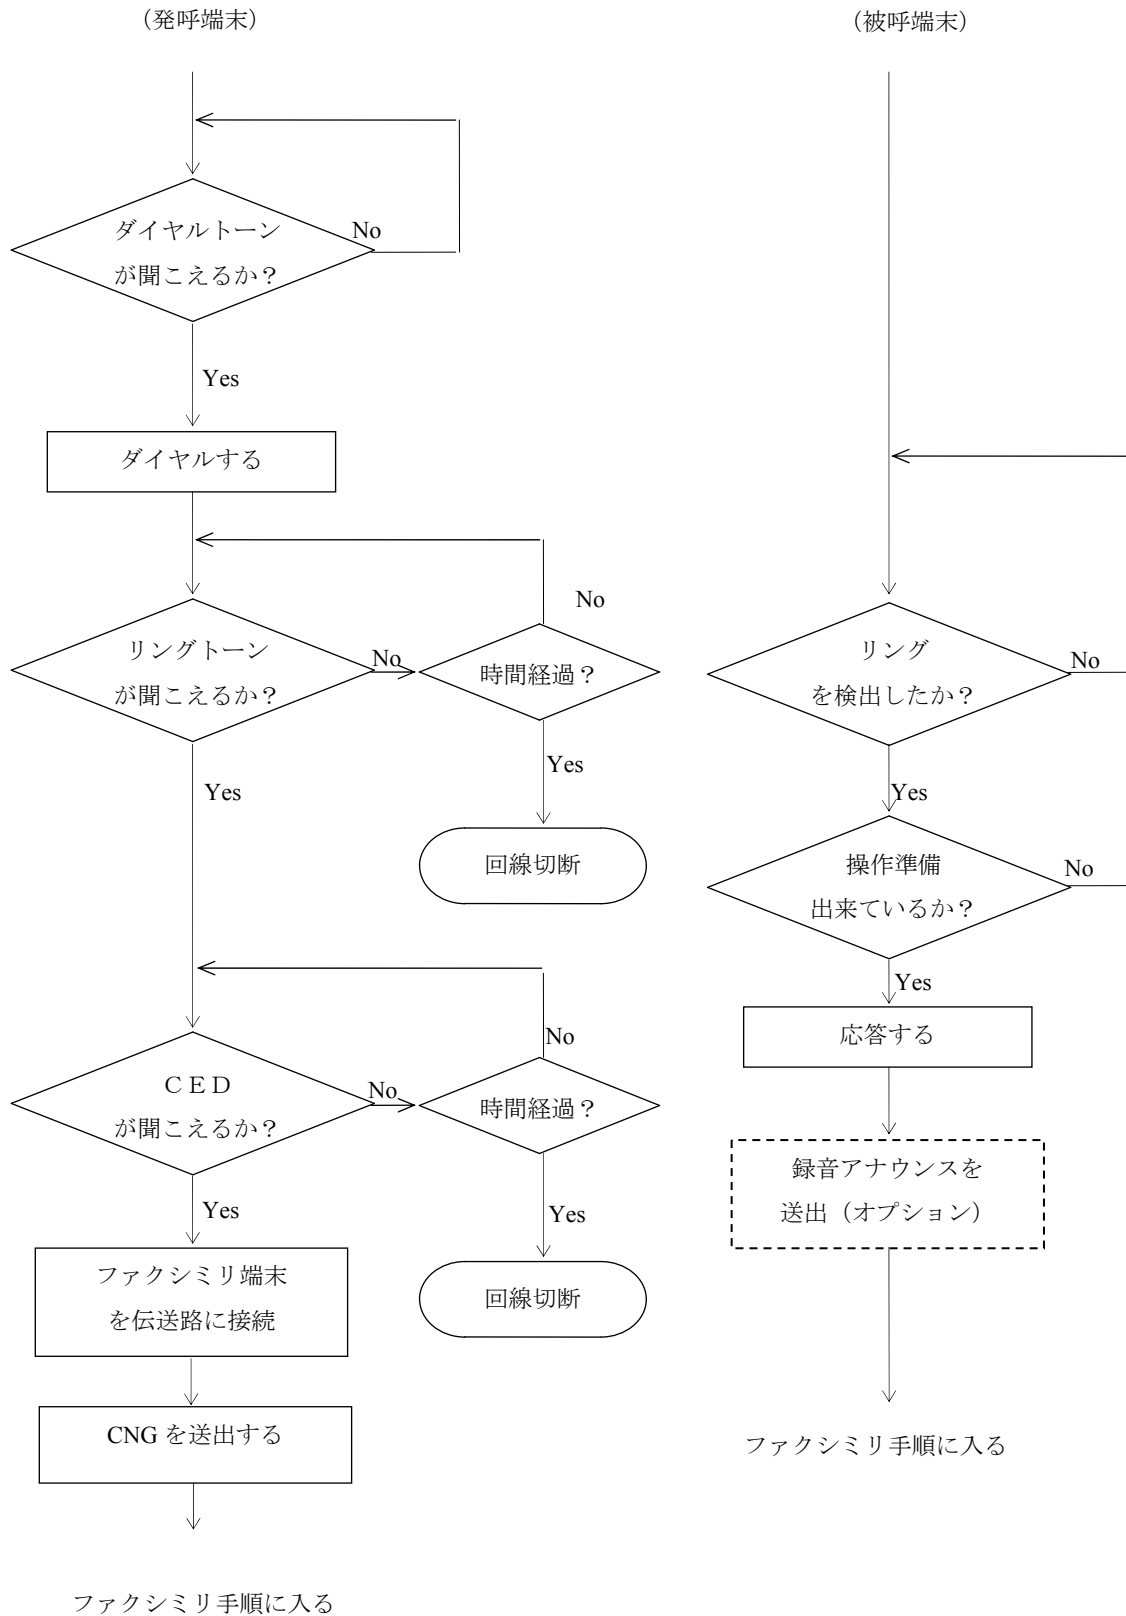 （発呼端末）
ダイヤルトーン
No
が聞こえるか？
Yes
ダイヤルする
No
リングトーン
No
が聞こえるか？
時間経過？
Yes
Yes
回線切断
No
ＣＥＤ
No
が聞こえるか？
時間経過？
Yes
Yes
ファクシミリ端末
を伝送路に接続
回線切断
CNG を送出する
ファクシミリ手順に入る
（被呼端末）
リング
No
を検出したか？
Yes
操作準備
No
出来ているか？
Yes
応答する
録音アナウンスを
送出（オプション）
ファクシミリ手順に入る